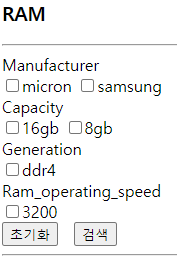 RAM
Manufacturer
micron samsung
Capacity
16gb 8gb
Generation
ddr4
Ram_operating_speed
3200
초기화 검색